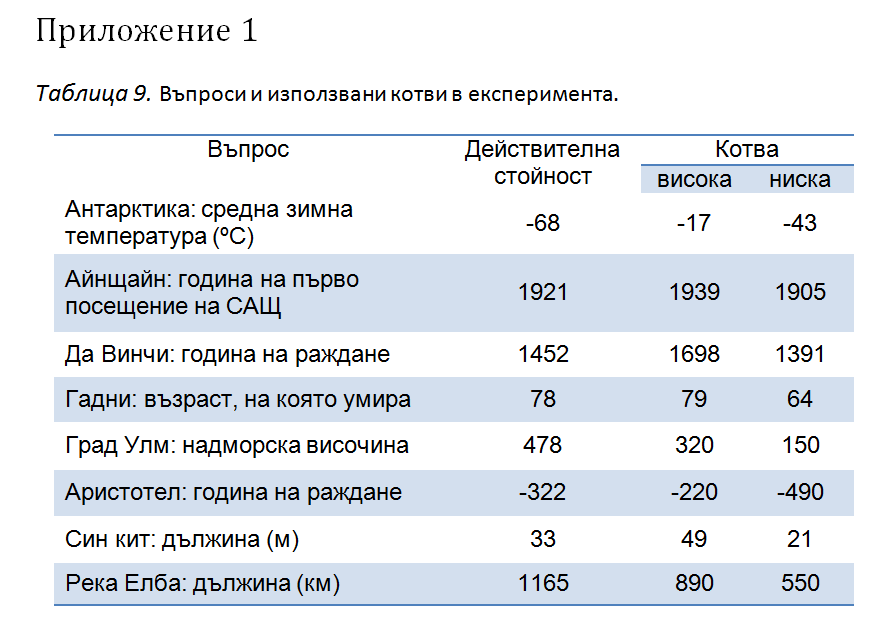 Приложение 1
Таблица 9. Въпроси и използвани котви в експеримента.
Въпрос Действителна стойност Котва
висока ниска
Антарктика: средна зимна
температура (ºC) -68 -17 -43
Айнщайн: година на първо
посещение на САЩ 1921 1939 1905
Да Винчи: година на раждане 1452 1698 1391
Гадни: възраст, на която умира 78 79 64
Град Улм: надморска височина 478 320 150
Аристотел: година на раждане -322 -220 -490
Син кит: дължина (м) 33 49 21
Река Елба: дължина (км) 1165 890 550